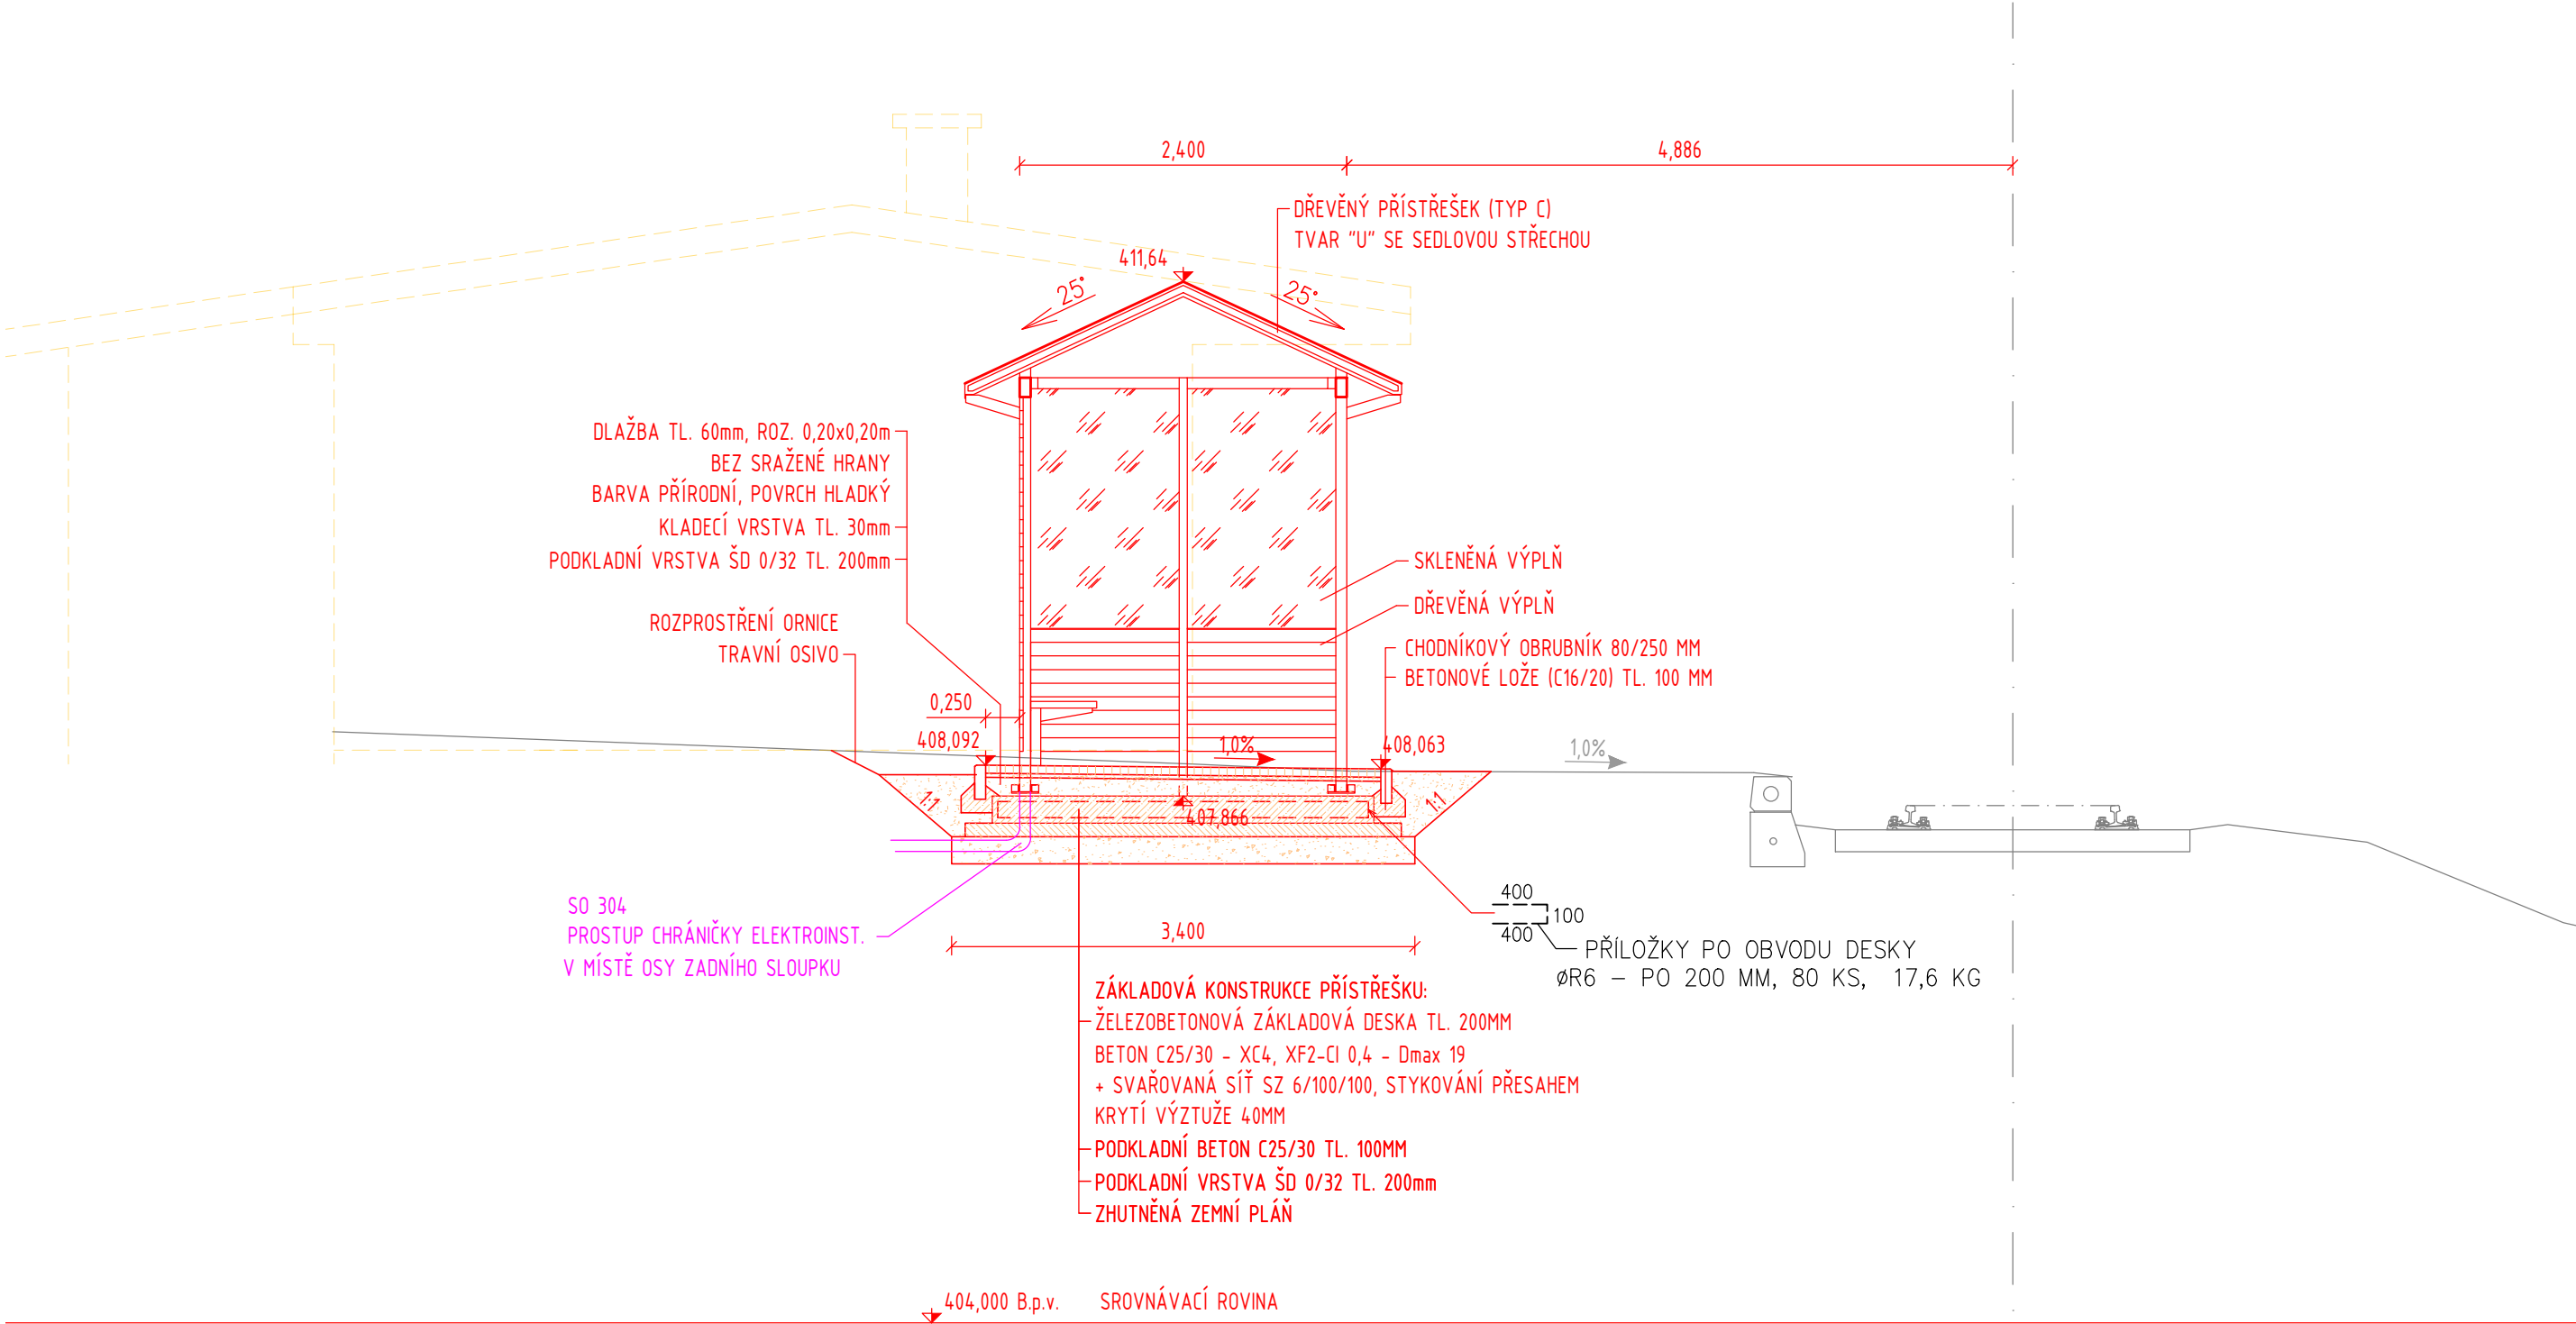 2,400
4,886
DŘEVĚNÝ PŘÍSTŘEŠEK (TYP C)
TVAR "U" SE SEDLOVOU STŘECHOU
411,64
25°
25°
DLAŽBA TL. 60mm, ROZ. 0,20x0,20m
BEZ SRAŽENÉ HRANY
BARVA PŘÍRODNÍ, POVRCH HLADKÝ
KLADECÍ VRSTVA TL. 30mm
PODKLADNÍ VRSTVA ŠD 0/32 TL. 200mm
SKLENĚNÁ VÝPLŇ
DŘEVĚNÁ VÝPLŇ
ROZPROSTŘENÍ ORNICE
TRAVNÍ OSIVO
CHODNÍKOVÝ OBRUBNÍK 80/250 MM
BETONOVÉ LOŽE (C16/20) TL. 100 MM
0,250
408,092
1,0%
408,063
1,0%
1:1
1:1
407,866
SO 304
PROSTUP CHRÁNIČKY ELEKTROINST.
V MÍSTĚ OSY ZADNÍHO SLOUPKU
3,400
400
100
400
PŘÍLOŽKY PO OBVODU DESKY
øR6 – PO 200 MM, 80 KS, 17,6 KG
ZÁKLADOVÁ KONSTRUKCE PŘÍSTŘEŠKU:
ŽELEZOBETONOVÁ ZÁKLADOVÁ DESKA TL. 200MM
BETON C25/30 - XC4, XF2-Cl 0,4 - Dmax 19
+ SVAŘOVANÁ SÍŤ SZ 6/100/100, STYKOVÁNÍ PŘESAHEM
KRYTÍ VÝZTUŽE 40MM
PODKLADNÍ BETON C25/30 TL. 100MM
PODKLADNÍ VRSTVA ŠD 0/32 TL. 200mm
ZHUTNĚNÁ ZEMNÍ PLÁŇ
404,000 B.p.v. SROVNÁVACÍ ROVINA